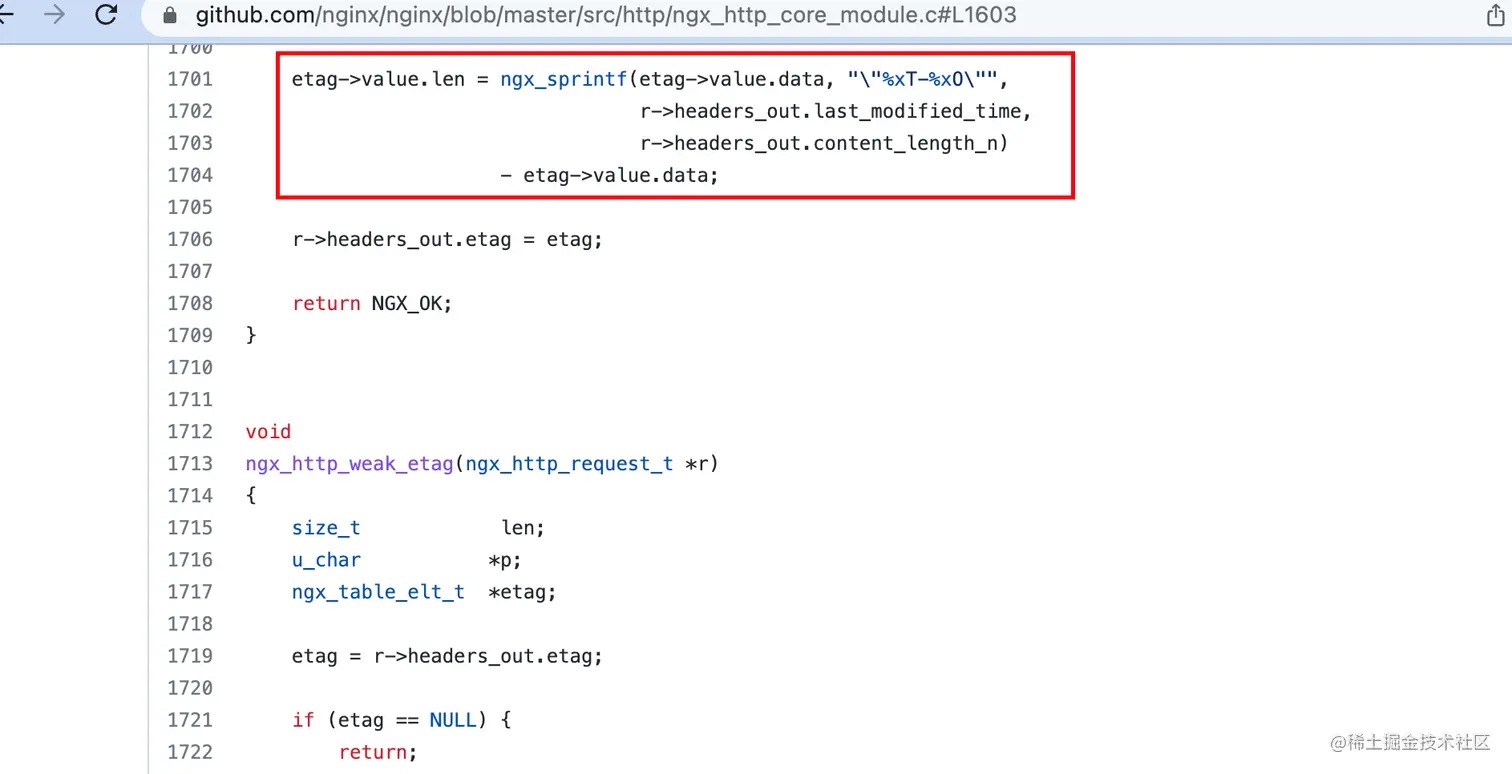 github.com/nginx/nginx/blob/master/src/http/ngx_http_core_module.c#L1603
1700
1701 etag->value.len = ngx_sprintf(etag->value.data, "\"%xT-%xO\"",
1702 r->headers_out.last_modified_time,
1703 r->headers_out.content_length_n)
1704 - etag->value.data;
1705
1706 r->headers_out.etag = etag;
1707
1708 return NGX_OK;
1709 }
1710
1711
1712 void
1713 ngx_http_weak_etag(ngx_http_request_t *r)
1714 {
1715 size_t len;
1716 u_char *p;
1717 ngx_table_elt_t *etag;
1718
1719 etag = r->headers_out.etag;
1720
1721 if (etag == NULL) {
1722 return;
@稀土掘金技术社区